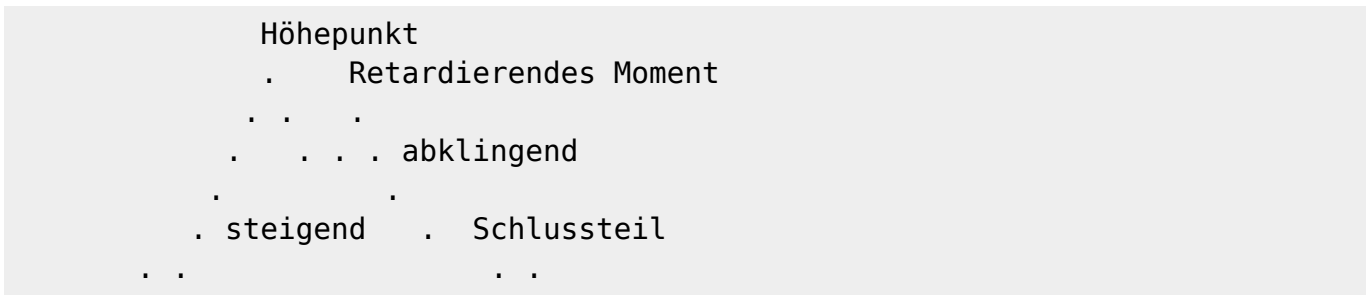 Höhepunkt
.    Retardierendes Moment
. .   .
.   . . . abklingend
.         .
. steigend   .  Schlussteil
. .                 . .